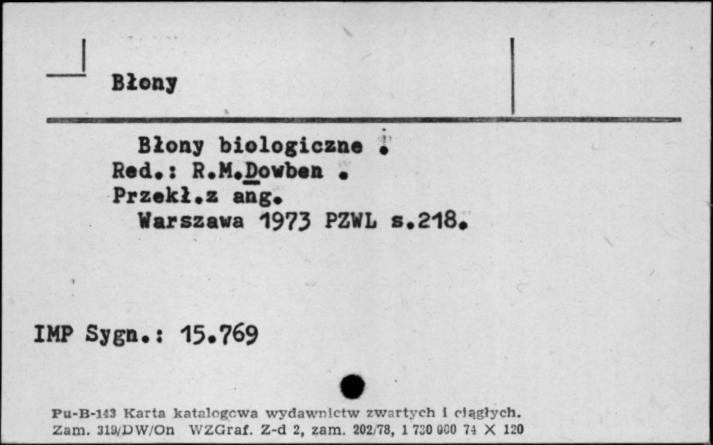 Błony
Błony biologiczne .
Red.: R.M.Dowben .
Przekł.z ang.
Warszawa 1973 PZWL s.218.
IMP Sygn.: 15.769
Pu-B-143 Karta katalogowa wydawnictw zwartych i ciągłych.
Zam. 319/DW/On WZGraf. Z-d 2, zam. 202/78, 1 730 000 74 X 120